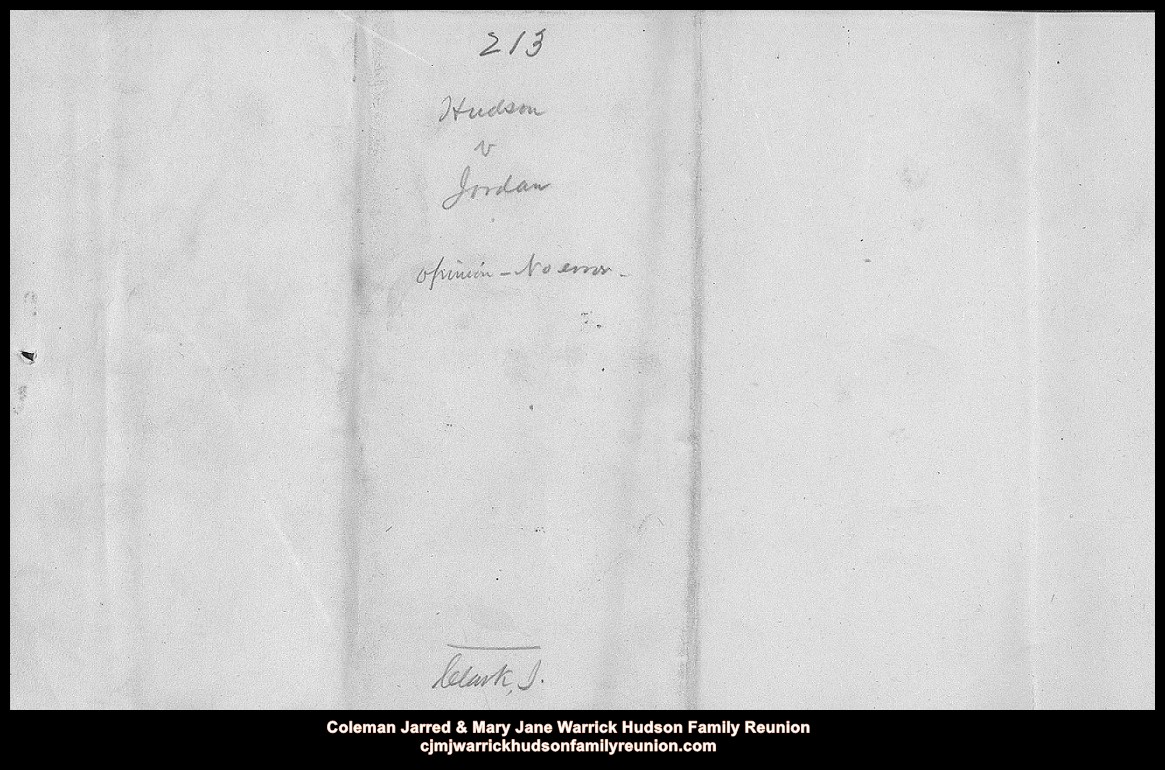 213
Hudson
v
Jordan
opinion - No error -
Clark, J.
Coleman Jarred & Mary Jane Warrick Hudson Family Reunion
cjmjwarrickhudsonfamilyreunion.com